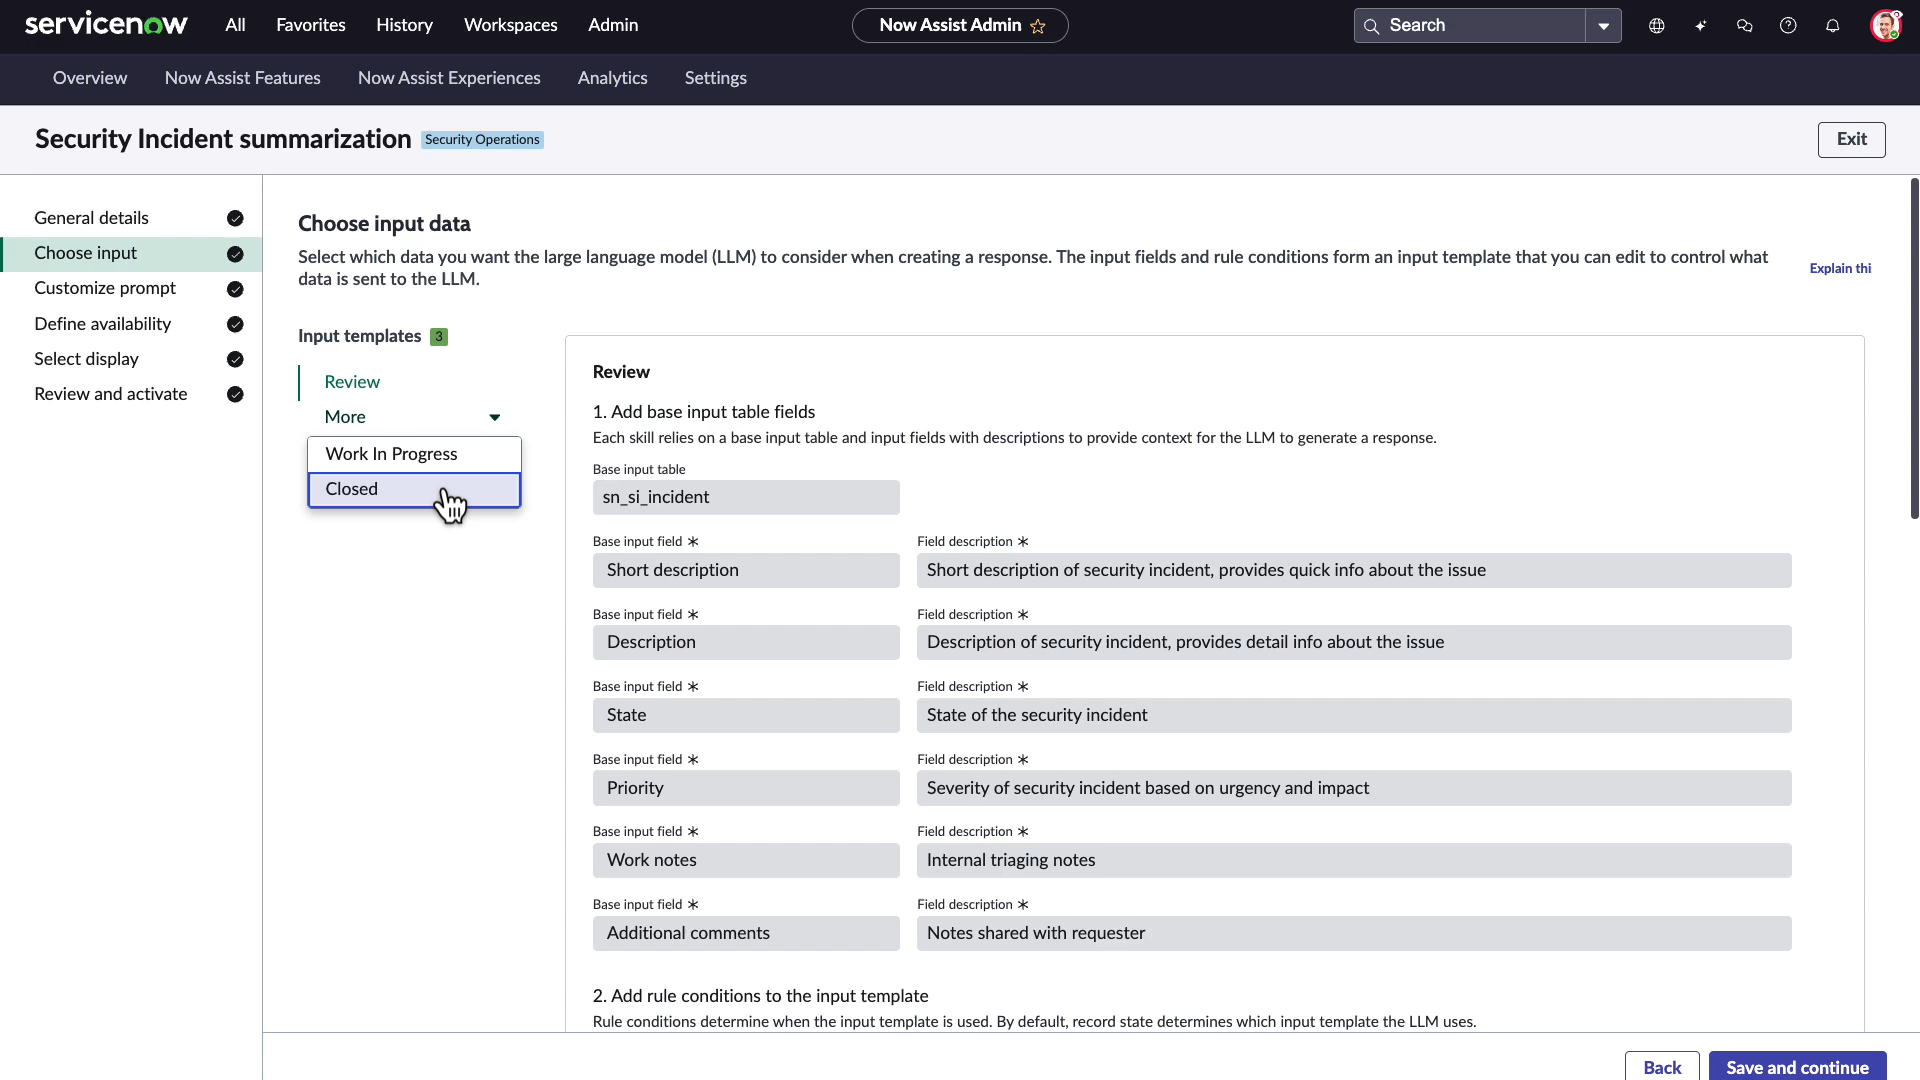 servicenow
All
Favorites
History
Workspaces
Admin
Now Assist Admin
Search
Overview
Now Assist Features
Now Assist Experiences
Analytics
Settings
Security Incident summarization
Security Operations
Exit
General details
Choose input
Customize prompt
Define availability
Select display
Review and activate
Choose input data
Select which data you want the large language model (LLM) to consider when creating a response. The input fields and rule conditions form an input template that you can edit to control what
data is sent to the LLM.
Explain thi
Input templates 3
Review
More
Work In Progress
Closed
Review
1. Add base input table fields
Each skill relies on a base input table and input fields with descriptions to provide context for the LLM to generate a response.
Base input table
sn_si_incident
Base input field *
Field description *
Short description
Short description of security incident, provides quick info about the issue
Base input field *
Field description *
Description
Description of security incident, provides detail info about the issue
Base input field *
Field description *
State
State of the security incident
Base input field *
Field description *
Priority
Severity of security incident based on urgency and impact
Base input field *
Field description *
Work notes
Internal triaging notes
Base input field *
Field description *
Additional comments
Notes shared with requester
2. Add rule conditions to the input template
Rule conditions determine when the input template is used. By default, record state determines which input template the LLM uses.
Back
Save and continue